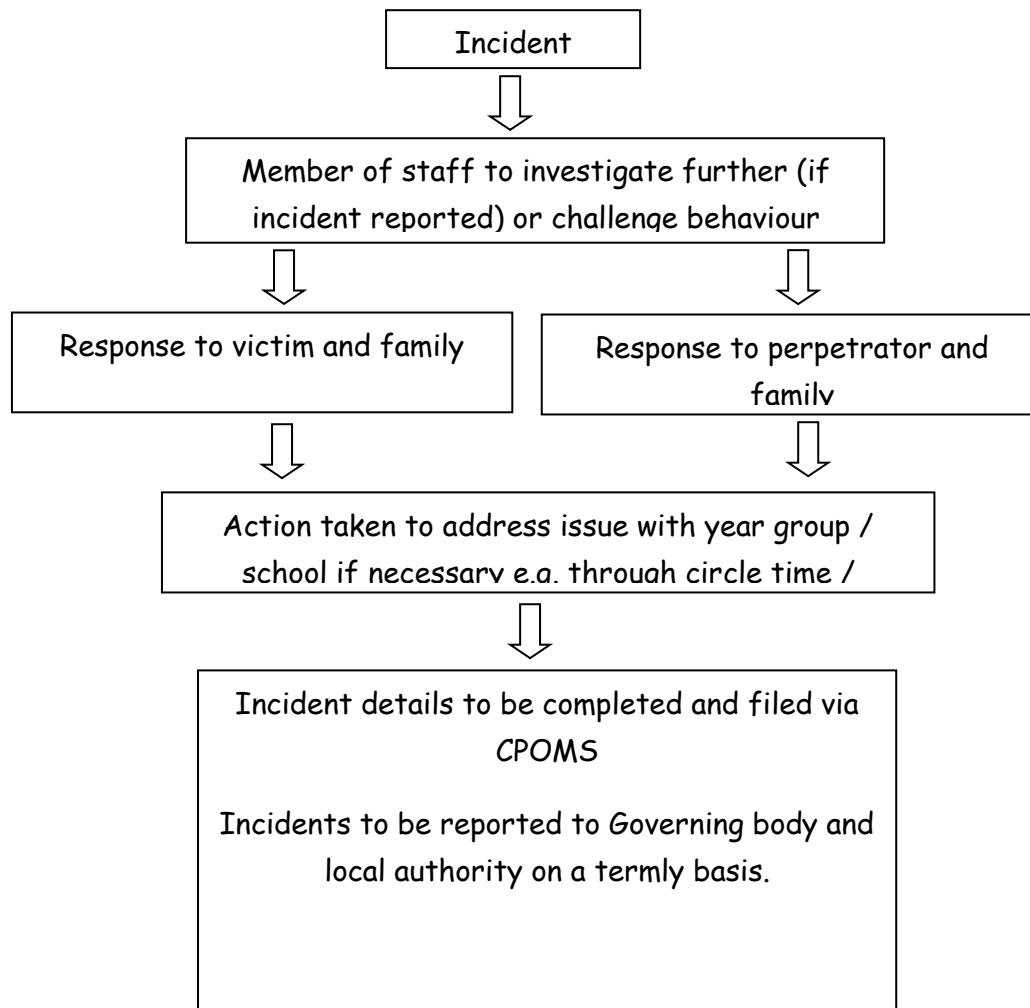 Incident
Member of staff to investigate further (if
incident reported) or challenge behaviour
Response to victim and family
Response to perpetrator and
family
Action taken to address issue with year group /
school if necessary e.g. through circle time /
Incident details to be completed and filed via
CPOMS
Incidents to be reported to Governing body and
local authority on a termly basis.